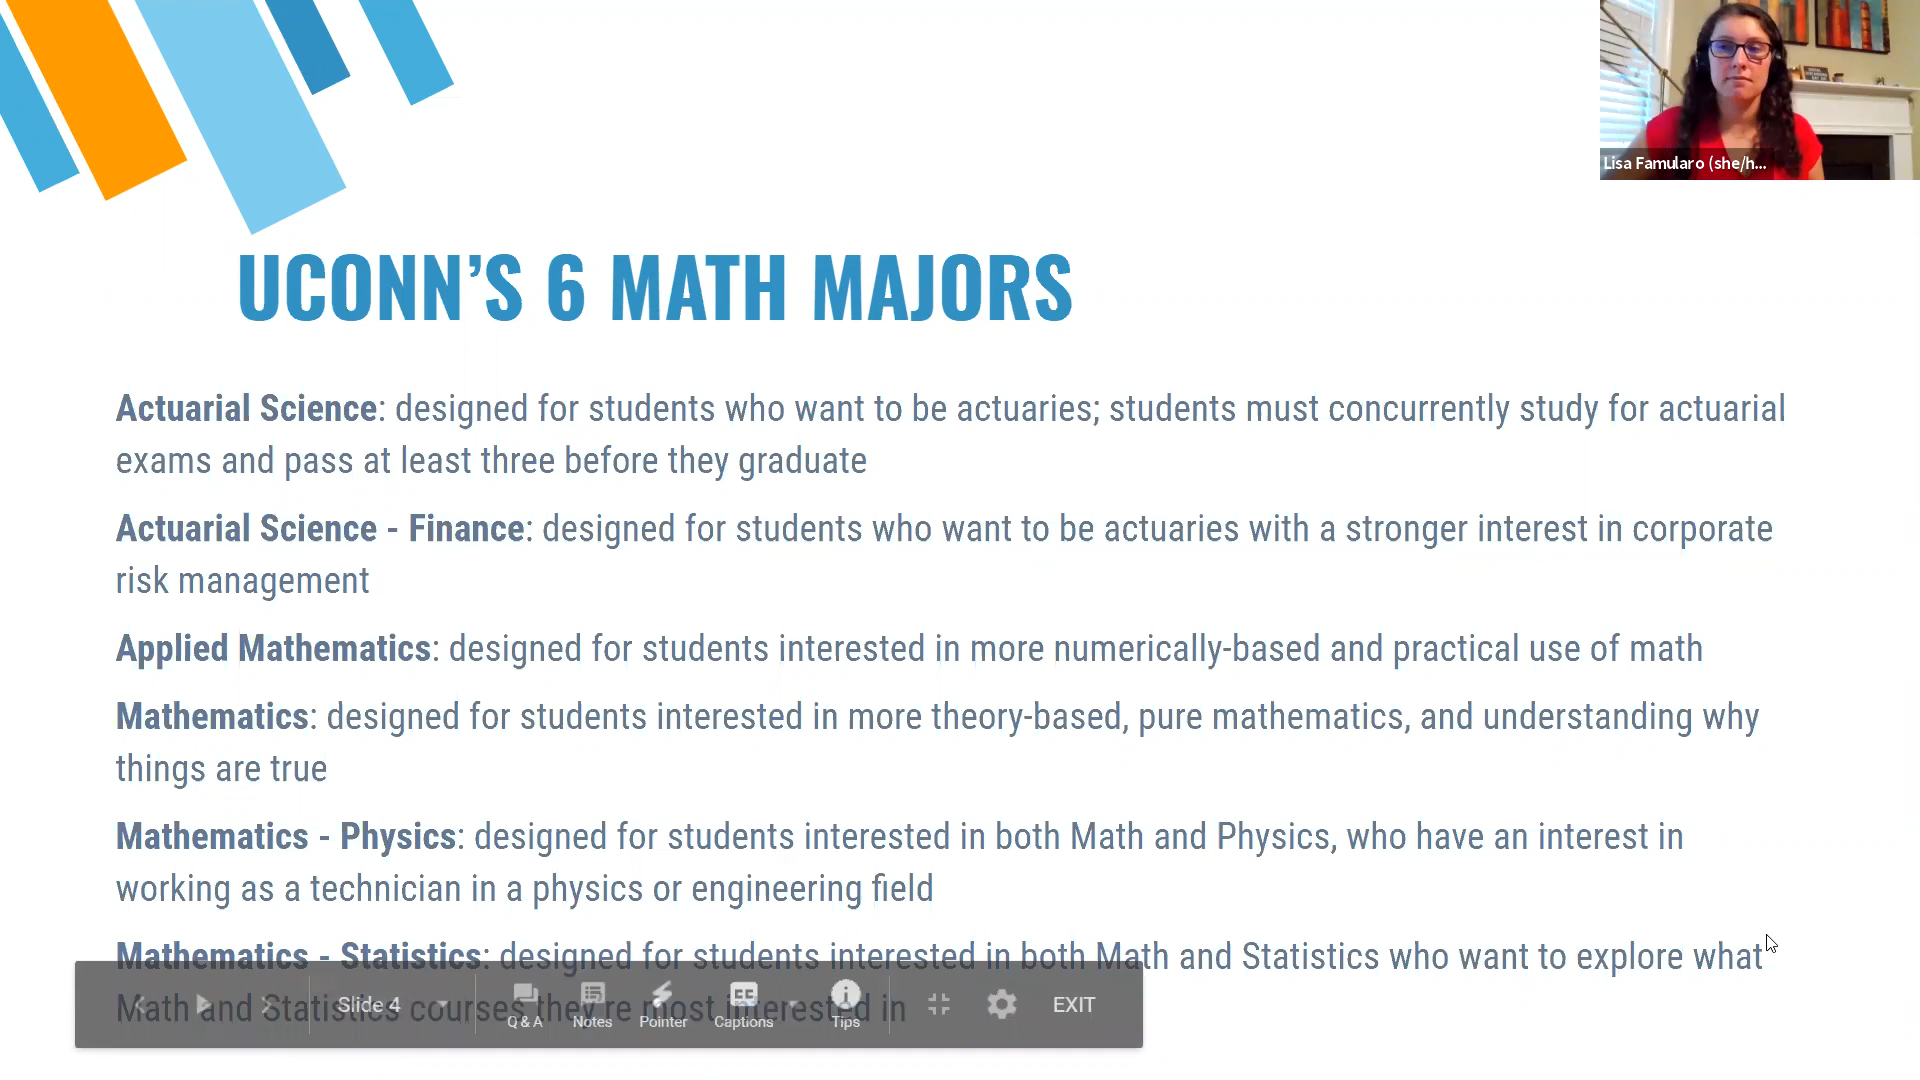 Lisa Famularo (she/h...
UCONN'S 6 MATH MAJORS
Actuarial Science: designed for students who want to be actuaries; students must concurrently study for actuarial
exams and pass at least three before they graduate
Actuarial Science - Finance: designed for students who want to be actuaries with a stronger interest in corporate
risk management
Applied Mathematics: designed for students interested in more numerically-based and practical use of math
Mathematics: designed for students interested in more theory-based, pure mathematics, and understanding why
things are true
Mathematics - Physics: designed for students interested in both Math and Physics, who have an interest in
working as a technician in a physics or engineering field
Mathematics - Statistics: designed for students interested in both Math and Statistics who want to explore what
Math and Statistics courses they're most interested in
Slide 4
Q & A Notes Pointer Captions Tips EXIT